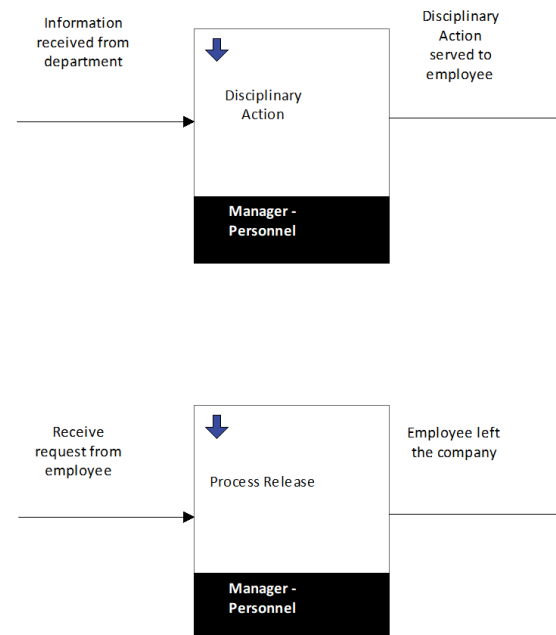 Information
received from
department
Disciplinary
Action
Manager -
Personnel
Disciplinary
Action
served to
employee
Receive
request from
employee
Process Release
Manager -
Personnel
Employee left
the company